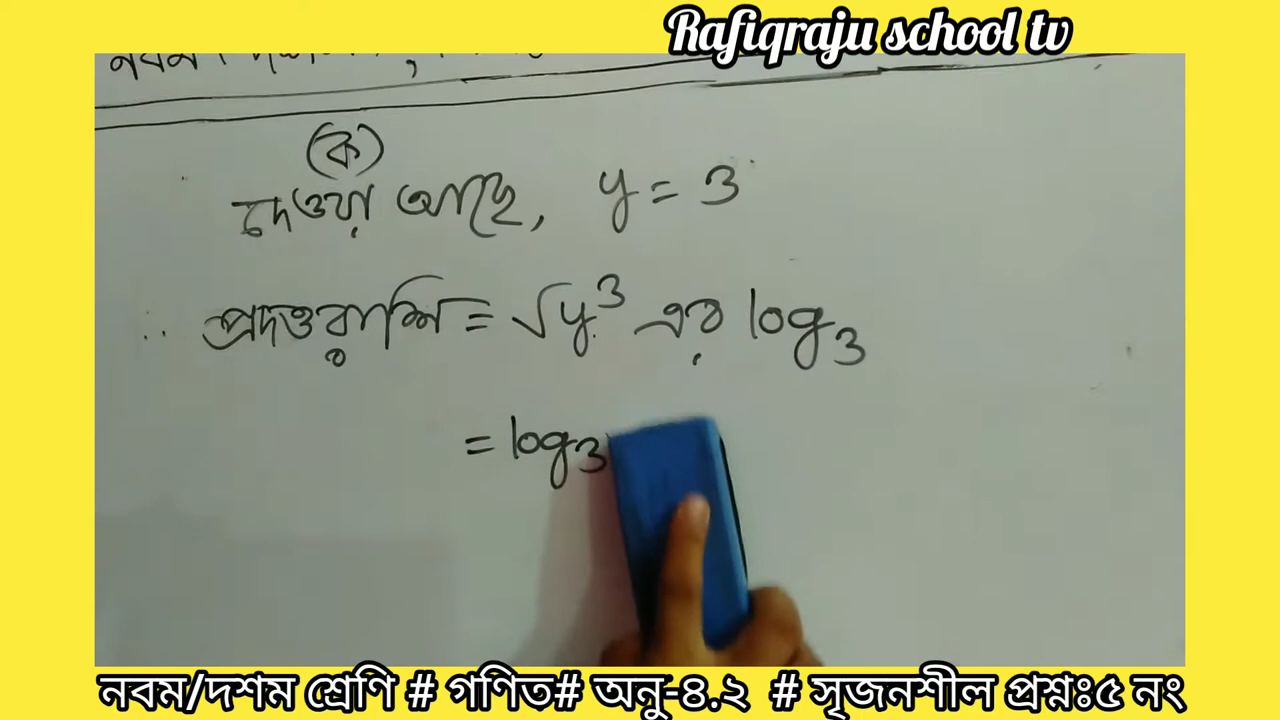 Rafiqraju school tv
(ক)
দেওয়া আছে, y = 3
∴ প্রদত্তরাশি = √y³ এর log₃
= log₃
নবম/দশম শ্রেণি # গণিত# অনু-৪.২ # সৃজনশীল প্রশ্নঃ৫ নং